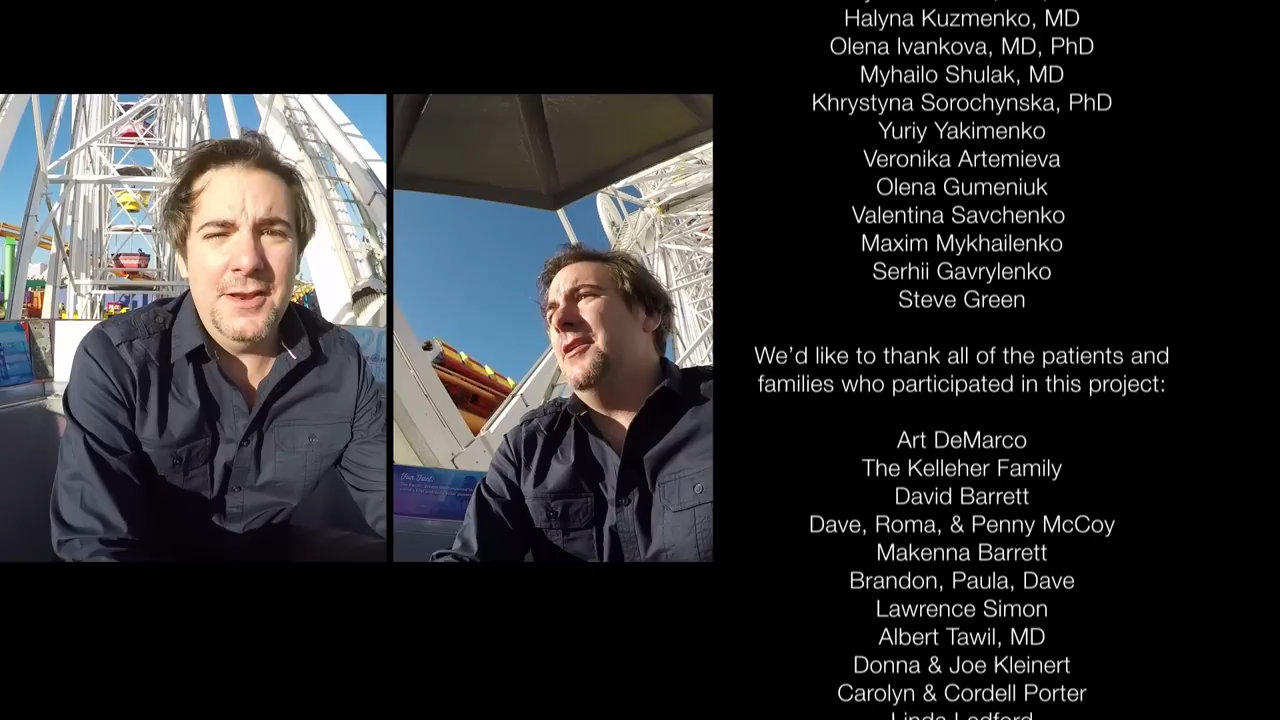 Halyna Kuzmenko, MD
Olena Ivankova, MD, PhD
Myhailo Shulak, MD
Khrystyna Sorochynska, PhD
Yuriy Yakimenko
Veronika Artemieva
Olena Gumeniuk
Valentina Savchenko
Maxim Mykhailenko
Serhii Gavrylenko
Steve Green
We’d like to thank all of the patients and
families who participated in this project:
Art DeMarco
The Kelleher Family
David Barrett
Dave, Roma, & Penny McCoy
Makenna Barrett
Brandon, Paula, Dave
Lawrence Simon
Albert Tawil, MD
Donna & Joe Kleinert
Carolyn & Cordell Porter
Fun Fact: